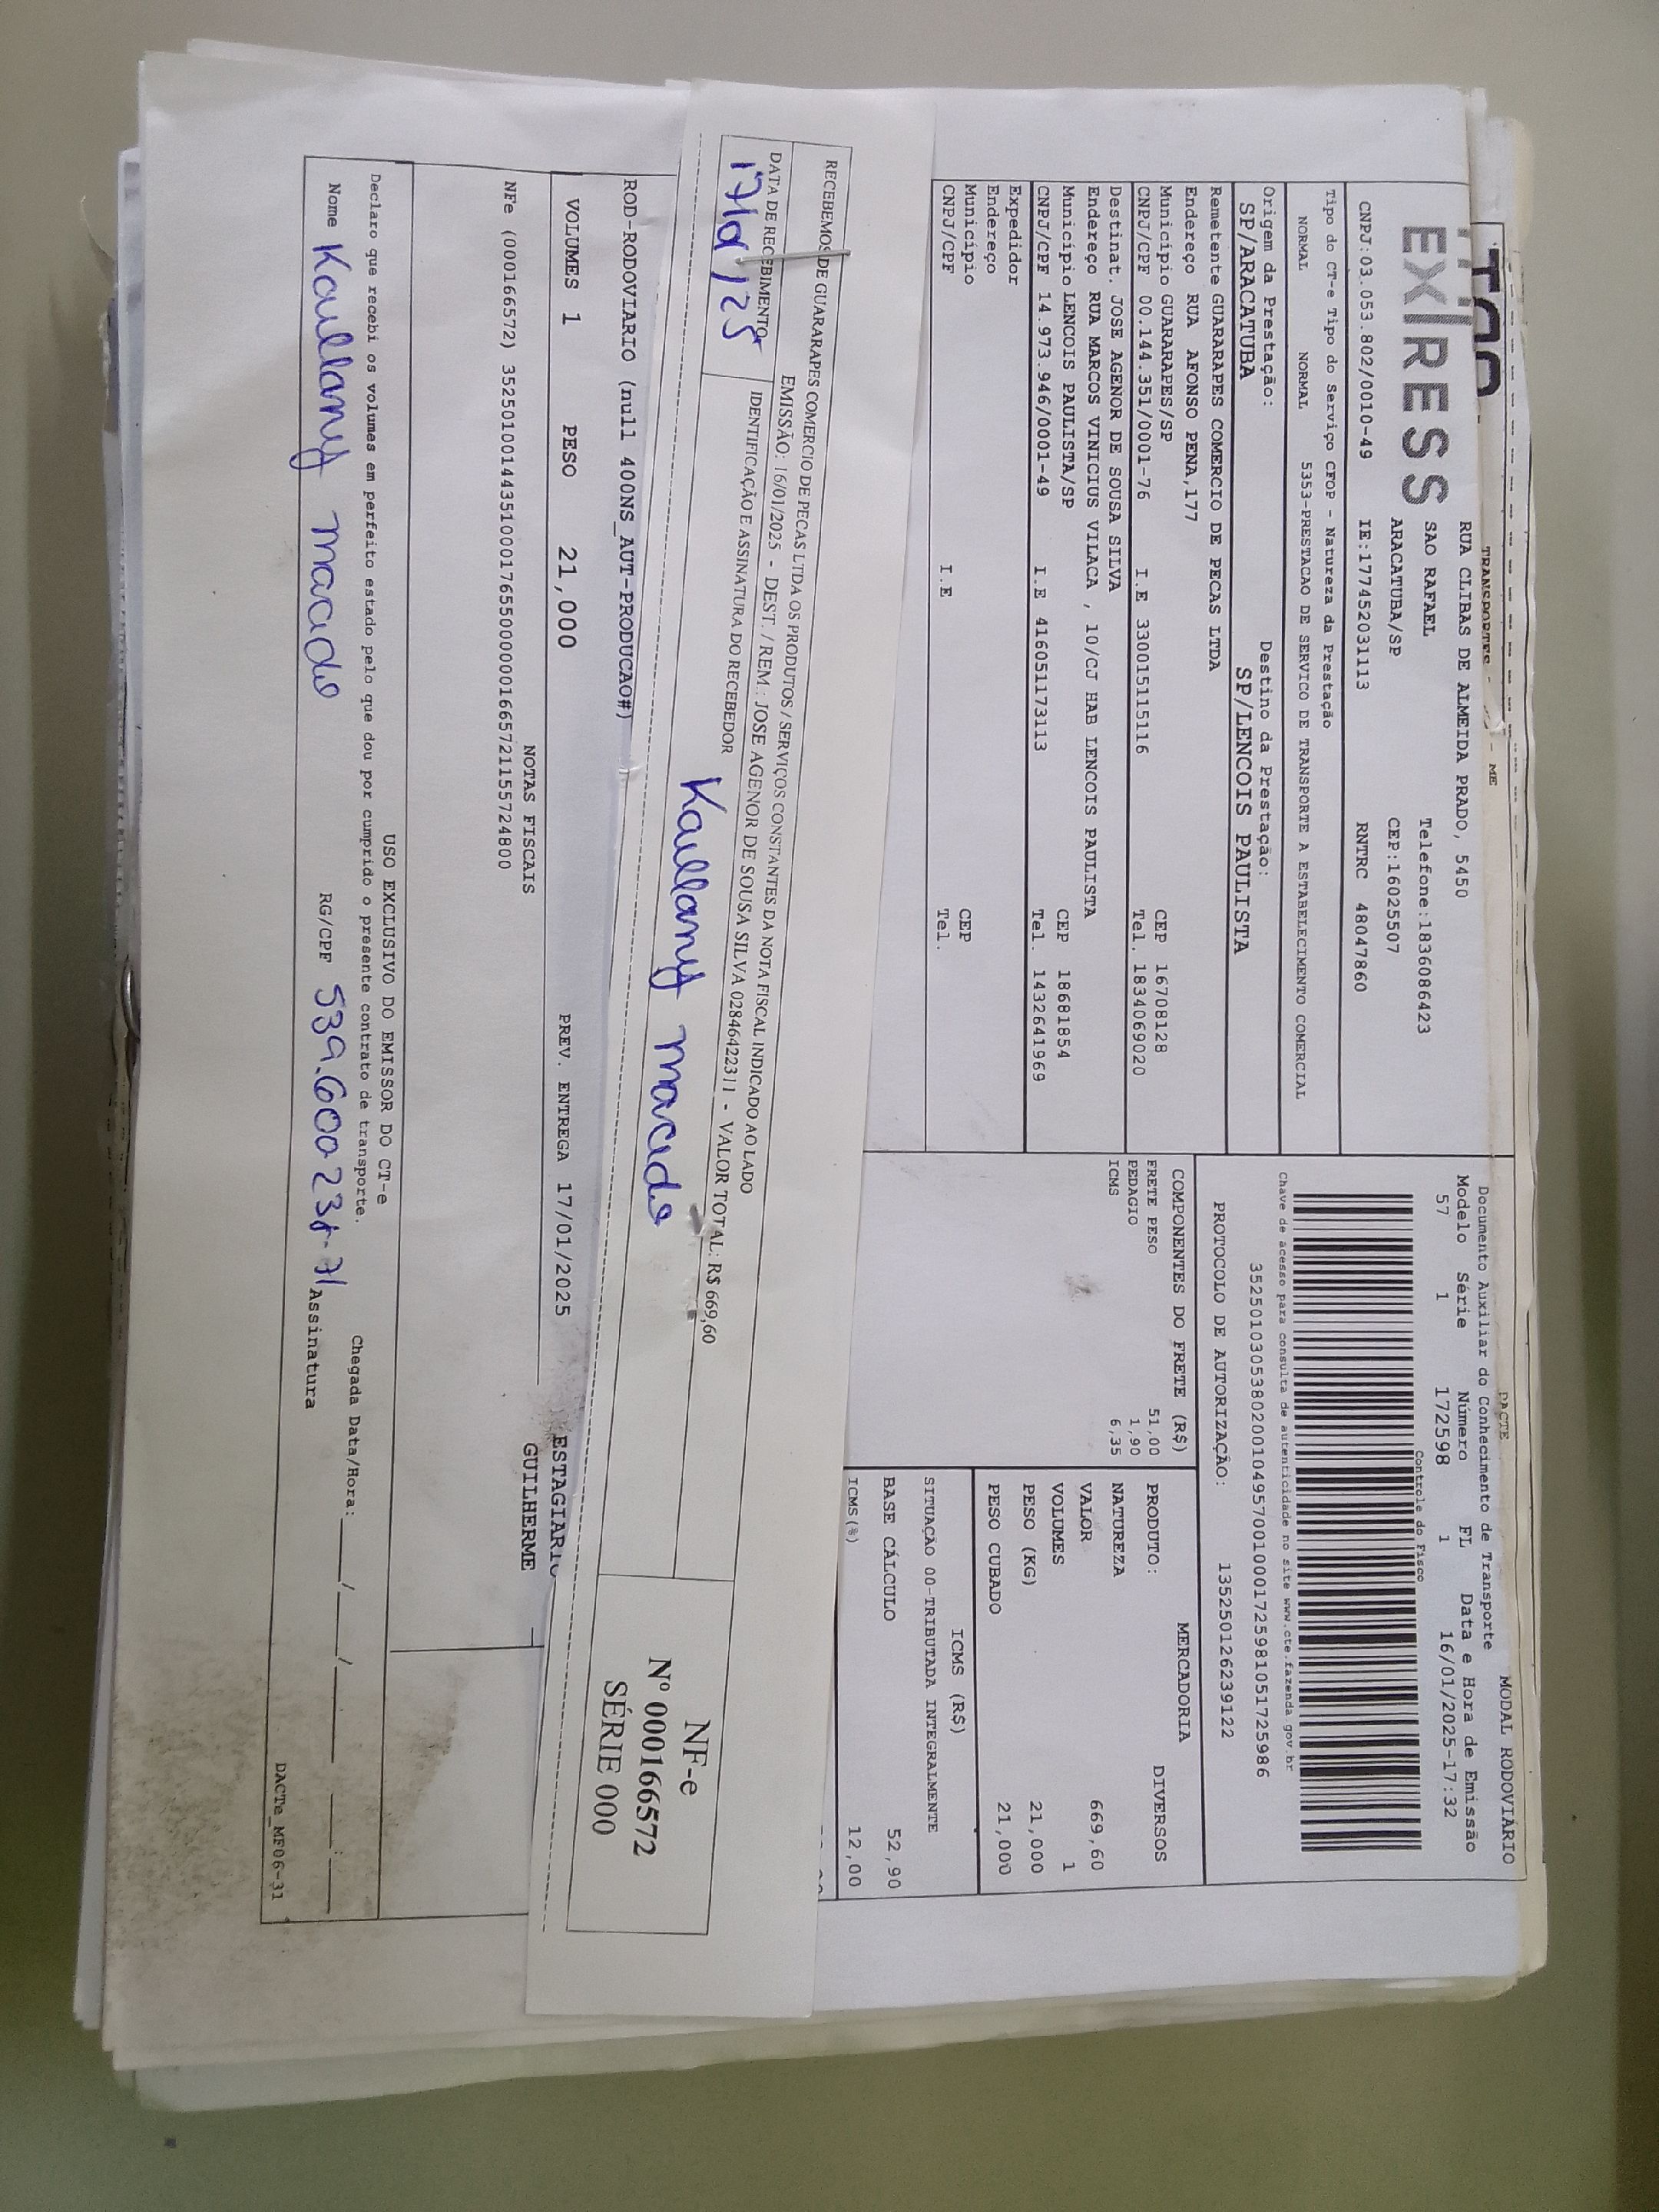 EXPRESS
RUA CLIBAS DE ALMEIDA PRADO, 5450
SAO RAFAEL Telefone:1836086423
ARACATUBA/SP CEP:16025507
CNPJ:03.053.802/0010-49 IE:177452031113 RNTRC 48047860
Tipo do CT-e Tipo do Serviço CFOP - Natureza da Prestação
NORMAL NORMAL 5353-PRESTACAO DE SERVICO DE TRANSPORTE A ESTABELECIMENTO COMERCIAL
Origem da Prestação: Destino da Prestação:
SP/ARACATUBA SP/LENCOIS PAULISTA
Remetente GUARARAPES COMERCIO DE PECAS LTDA
Endereço RUA AFONSO PENA,177
Município GUARARAPES/SP CEP 16708128
CNPJ/CPF 00.144.351/0001-76 I.E 330015115116 Tel. 1834069020
Destinat. JOSE AGENOR DE SOUSA SILVA
Endereço RUA MARCOS VINICIUS VILACA , 10/CJ HAB LENCOIS PAULISTA
Município LENCOIS PAULISTA/SP CEP 18681854
CNPJ/CPF 14.973.946/0001-49 I.E 416051173113 Tel. 1432641969
Expedidor
Endereço
Município CEP
CNPJ/CPF I.E Tel.
DACTE MODAL RODOVIÁRIO
Documento Auxiliar do Conhecimento de Transporte
Modelo Série Número FL Data e Hora de Emissão
57 1 172598 1 16/01/2025-17:32
Controle do Fisco
Chave de acesso para consulta de autenticidade no site www.cte.fazenda.gov.br
35250103053802001049570010001725981051725986
PROTOCOLO DE AUTORIZAÇÃO: 135250126239122
COMPONENTES DO FRETE (R$)
FRETE PESO 51,00
PEDAGIO 1,90
ICMS 6,35
MERCADORIA
PRODUTO: DIVERSOS
NATUREZA
VALOR 669,60
VOLUMES 1
PESO (KG) 21,000
PESO CUBADO 21,000
ICMS (R$)
SITUAÇÃO 00-TRIBUTADA INTEGRALMENTE
BASE CÁLCULO 52,90
ICMS(%) 12,00
RECEBEMOS DE GUARARAPES COMERCIO DE PECAS LTDA OS PRODUTOS / SERVIÇOS CONSTANTES DA NOTA FISCAL INDICADO AO LADO
EMISSÃO: 16/01/2025 - DEST. / REM.: JOSE AGENOR DE SOUSA SILVA 02846422311 - VALOR TOTAL: R$ 669,60
DATA DE RECEBIMENTO IDENTIFICAÇÃO E ASSINATURA DO RECEBEDOR
Kaullany macedo
NF-e
Nº 000166572
SÉRIE 000
ROD-RODOVIARIO (null 400NS_AUT-PRODUCAO#)
VOLUMES 1 PESO 21,000 PREV. ENTREGA 17/01/2025
ESTAGIARIO
GUILHERME
NOTAS FISCAIS
NFe (000166572) 35250100144351000176550000001665721155724800
USO EXCLUSIVO DO EMISSOR DO CT-e
Declaro que recebi os volumes em perfeito estado pelo que dou por cumprido o presente contrato de transporte.
Chegada Data/Hora: ___/___/____ ___:___
Nome Kaullany macedo RG/CPF Assinatura
DACTe_MF06-31